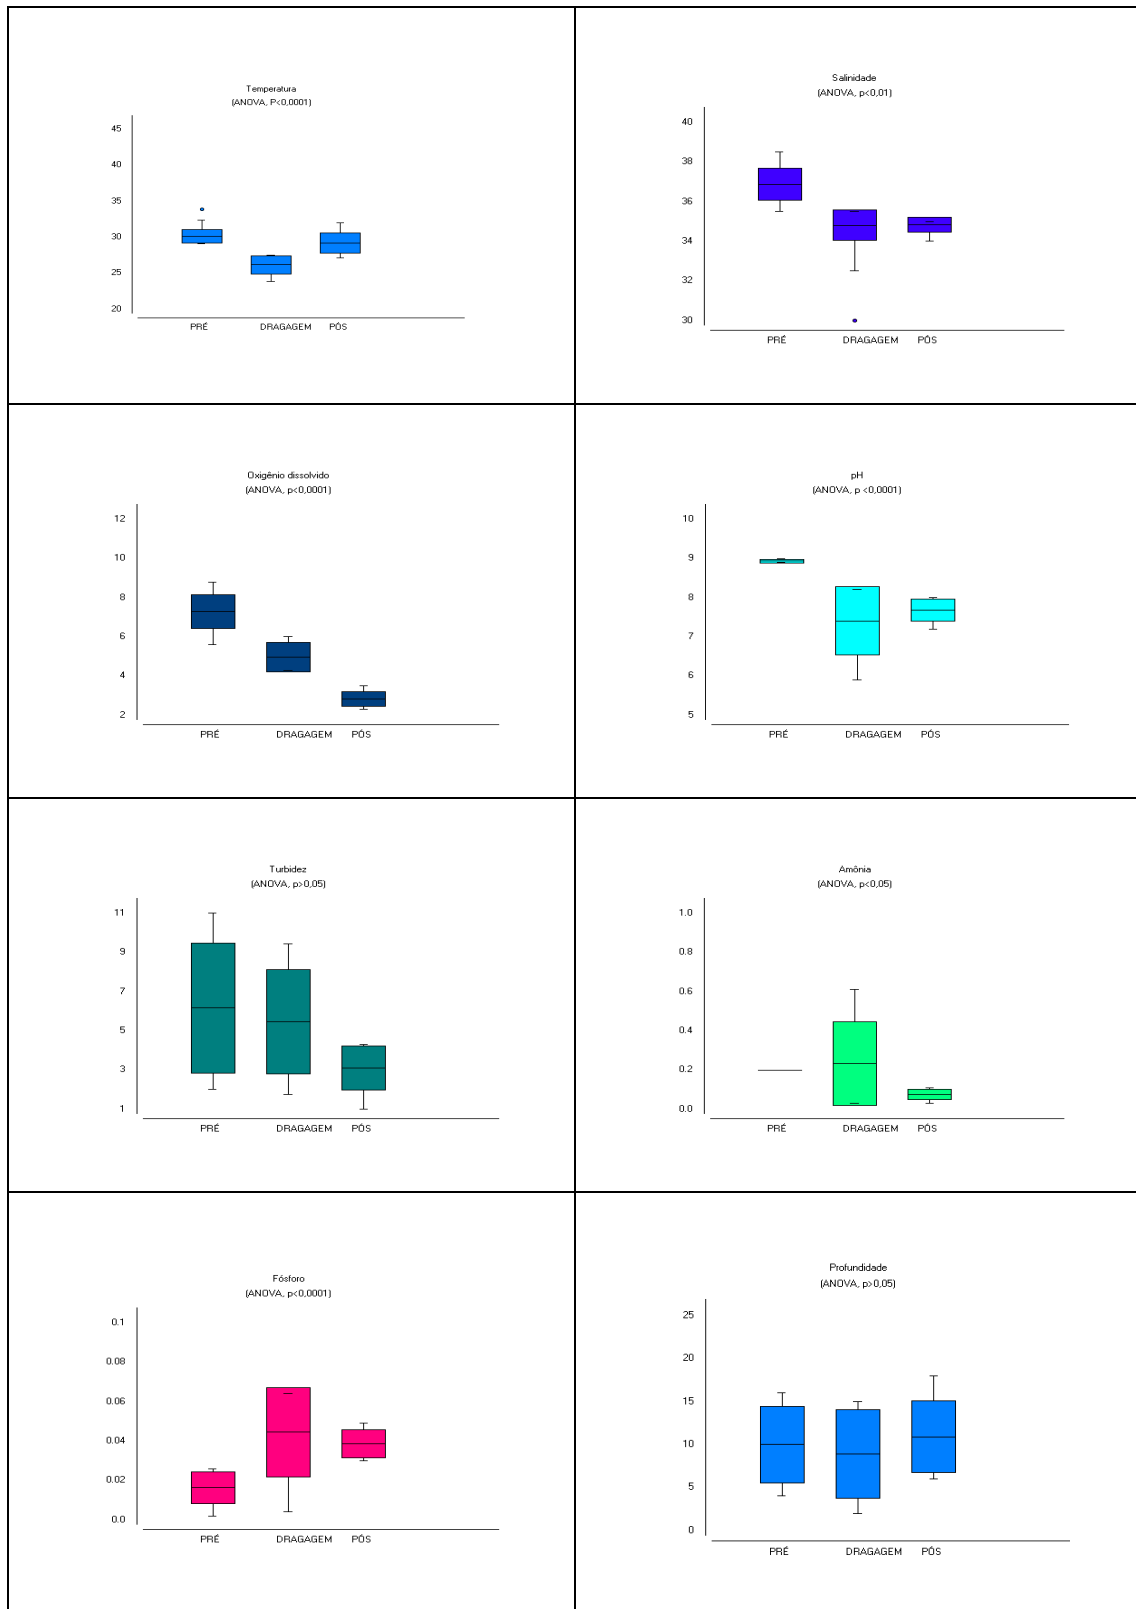 Temperatura
(ANOVA, P<0,0001)
45
40
35
30
25
20
PRÉ DRAGAGEM PÓS
Salinidade
(ANOVA, p<0,01)
40
38
36
34
32
30
PRÉ DRAGAGEM PÓS
Oxigênio dissolvido
(ANOVA, p<0,0001)
12
10
8
6
4
2
PRÉ DRAGAGEM PÓS
pH
(ANOVA, p <0,0001)
10
9
8
7
6
5
PRÉ DRAGAGEM PÓS
Turbidez
(ANOVA, p>0,05)
11
9
7
5
3
1
PRÉ DRAGAGEM PÓS
Amônia
(ANOVA, p<0,05)
1.0
0.8
0.6
0.4
0.2
0.0
PRÉ DRAGAGEM PÓS
Fósforo
(ANOVA, p<0,0001)
0.1
0.08
0.06
0.04
0.02
0.0
PRÉ DRAGAGEM PÓS
Profundidade
(ANOVA, p>0,05)
25
20
15
10
5
0
PRÉ DRAGAGEM PÓS